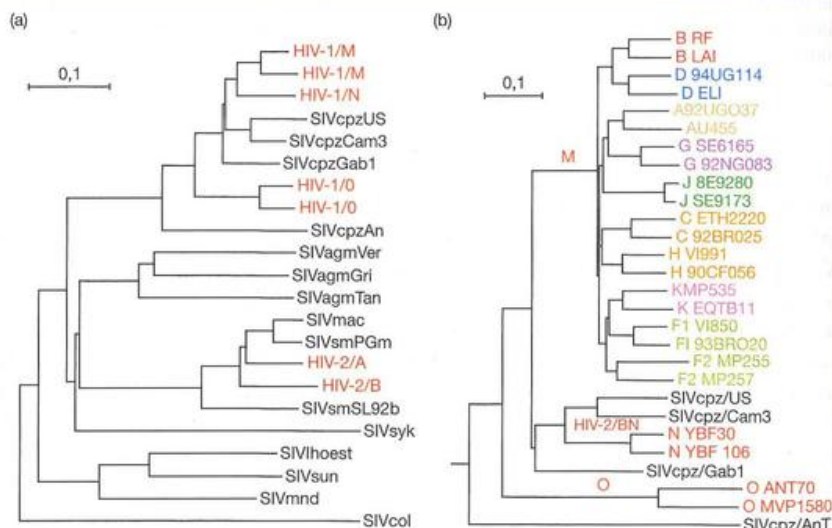 (a)
0,1
HIV-1/M
HIV-1/M
HIV-1/N
SIVcpzUS
SIVcpzCam3
SIVcpzGab1
HIV-1/0
HIV-1/0
SIVcpzAn
SIVagmVer
SIVagmGri
SIVagmTan
SIVmac
SIVsmPGm
HIV-2/A
HIV-2/B
SIVsmSL92b
SIVsyk
SIVlhoest
SIVsun
SIVmnd
SIVcol
(b)
0,1
M
B RF
B LAI
D 94UG114
D ELI
A92UGO37
AU455
G SE6165
G 92NG083
J 8E9280
J SE9173
C ETH2220
C 92BR025
H VI991
H 90CF056
KMP535
K EQTB11
F1 VI850
FI 93BRO20
F2 MP255
F2 MP257
SIVcpz/US
SIVcpz/Cam3
HIV-2/BN
N YBF30
N YBF 106
SIVcpz/Gab1
O
O ANT70
O MVP1580
SIVcpz/AnT